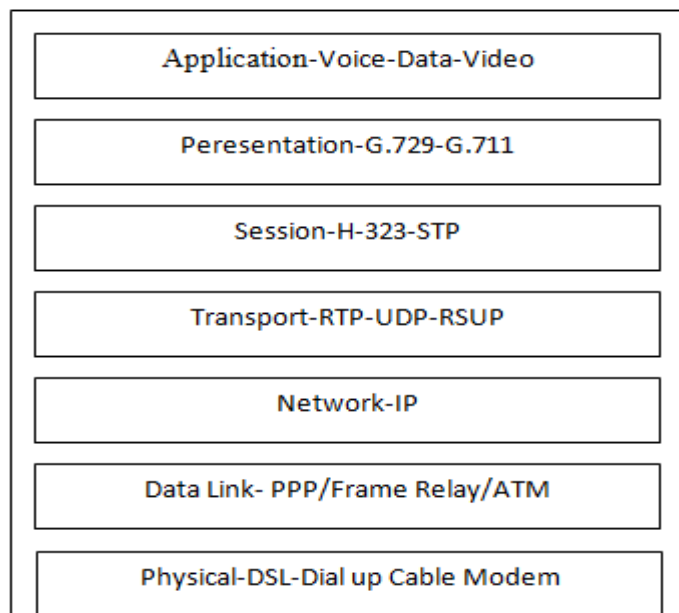 Application-Voice-Data-Video
Peresentation-G.729-G.711
Session-H-323-STP
Transport-RTP-UDP-RSUP
Network-IP
Data Link- PPP/Frame Relay/ATM
Physical-DSL-Dial up Cable Modem